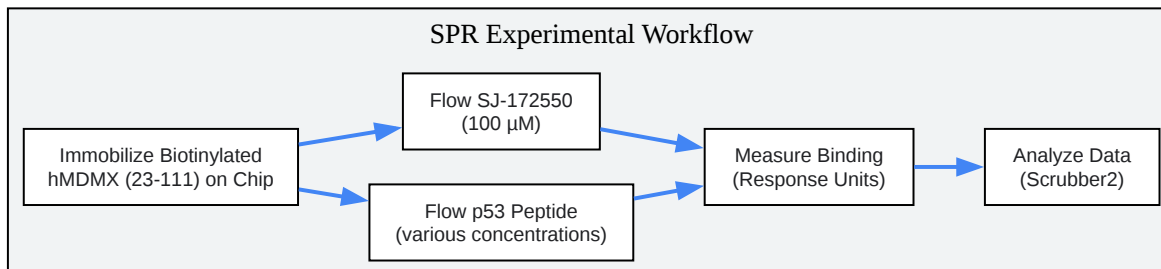 SPR Experimental Workflow
Flow SJ-172550
(100 µM)
Immobilize Biotinylated
hMDMX (23-111) on Chip
Flow p53 Peptide
(various concentrations)
Measure Binding
(Response Units)
Analyze Data
(Scrubber2)